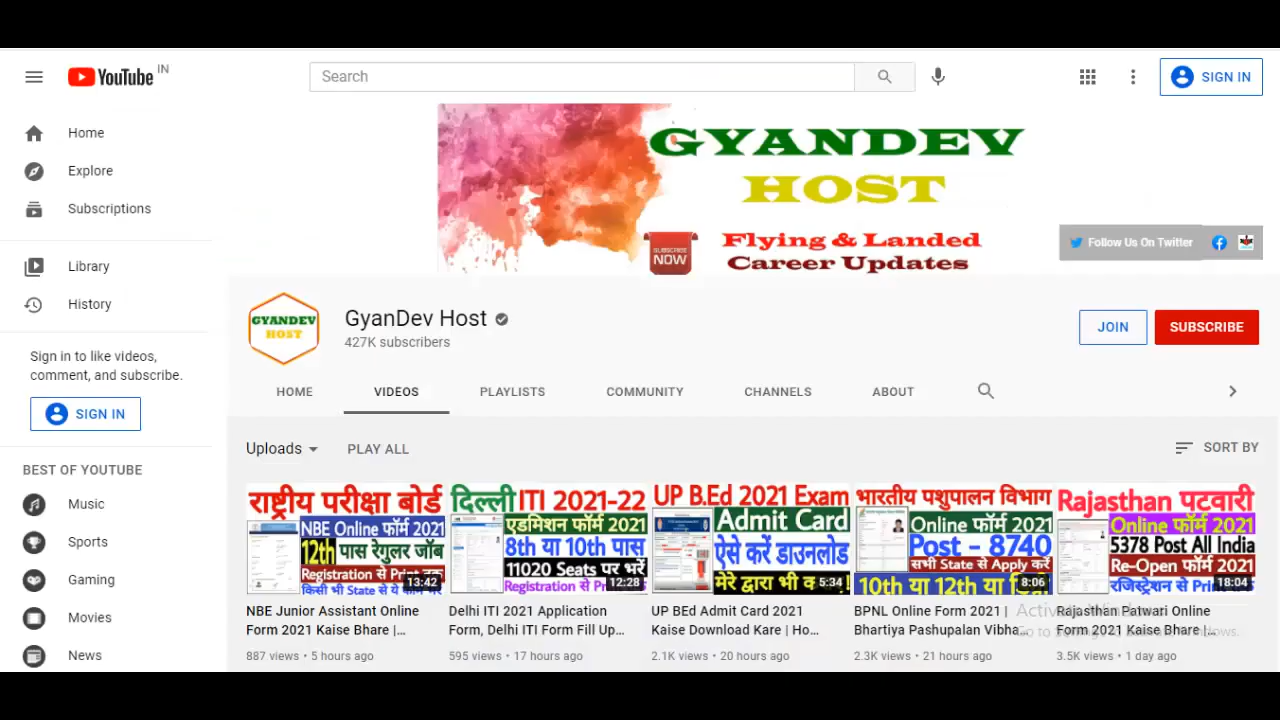 YouTube IN
Search
SIGN IN
Home
Explore
Subscriptions
Library
History
Sign in to like videos,
comment, and subscribe.
SIGN IN
BEST OF YOUTUBE
Music
Sports
Gaming
Movies
News
GYANDEV
HOST
SUBSCRIBE
NOW
Flying & Landed
Career Updates
Follow Us On Twitter
GYANDEV
HOST
GyanDev Host
427K subscribers
JOIN
SUBSCRIBE
HOME VIDEOS PLAYLISTS COMMUNITY CHANNELS ABOUT
Uploads
PLAY ALL
SORT BY
राष्ट्रीय परीक्षा बोर्ड
NBE Online फॉर्म 2021
12th पास रेगुलर जॉब
Registration से
13:42
NBE Junior Assistant Online
Form 2021 Kaise Bhare |...
887 views • 5 hours ago
दिल्ली ITI 2021-22
एडमिशन फॉर्म 2021
8th या 10th पास
11020 Seats पर भरें
Registration से
12:28
Delhi ITI 2021 Application
Form, Delhi ITI Form Fill Up...
595 views • 17 hours ago
UP B.Ed 2021 Exam
Admit Card
ऐसे करें डाउनलोड
मेरे द्वारा भी
5:34
UP BEd Admit Card 2021
Kaise Download Kare | Ho...
2.1K views • 20 hours ago
भारतीय पशुपालन विभाग
Online फॉर्म 2021
Post - 8740
सभी State से Apply करें
10th या 12th या
8:06
BPNL Online Form 2021 |
Bhartiya Pashupalan Vibha...
2.3K views • 21 hours ago
Rajasthan पटवारी
Online फॉर्म 2021
5378 Post All India
Re-Open फॉर्म 2021
रजिस्ट्रेशन से
18:04
Rajasthan Patwari Online
Form 2021 Kaise Bhare |...
3.5K views • 1 day ago